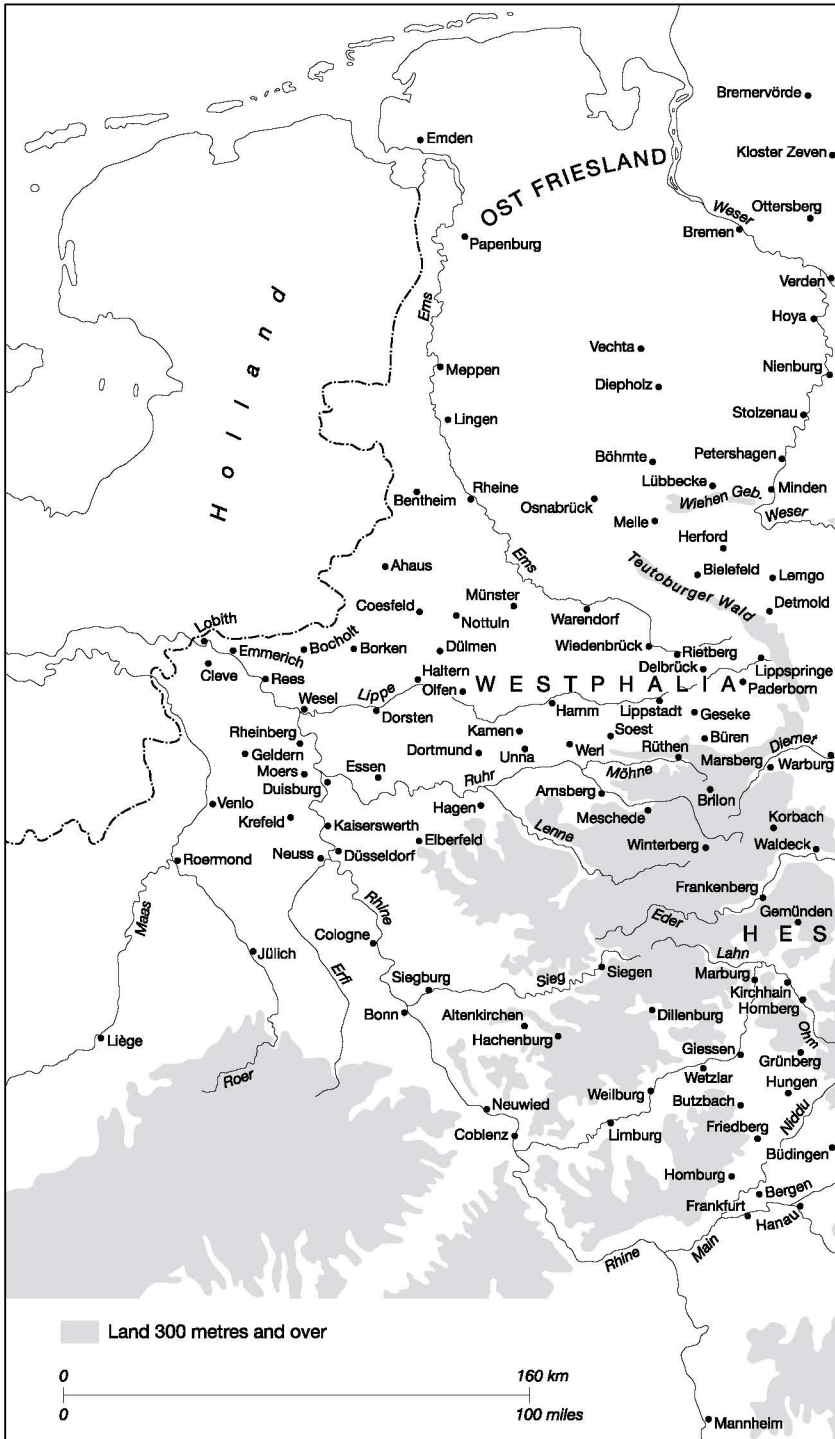 Bremervörde
Emden
Kloster Zeven
OST FRIESLAND
Weser
Ottersberg
Bremen
Papenburg
Verden
Ems
Holland
Hoya
Vechta
Meppen
Nienburg
Diepholz
Lingen
Stolzenau
Böhmte
Petershagen
Bentheim
Rheine
Lübbecke
Minden
Osnabrück
Wiehen Geb.
Weser
Melle
Herford
Ems
Ahaus
Teutoburger Wald
Bielefeld
Lemgo
Münster
Coesfeld
Nottuln
Warendorf
Detmold
Lobith
Emmerich
Bocholt
Borken
Dülmen
Wiedenbrück
Rietberg
Cleve
Rees
Haltern
Delbrück
Lippspringe
Wesel
Lippe
Olfen
WESTPHALIA
Paderborn
Dorsten
Hamm
Lippstadt
Geseke
Rheinberg
Kamen
Soest
Büren
Geldern
Dortmund
Unna
Werl
Rüthen
Marsberg
Diemet
Moers
Essen
Ruhr
Möhne
Warburg
Duisburg
Venlo
Hagen
Arnsberg
Brilon
Krefeld
Kaiserswerth
Meschede
Korbach
Elberfeld
Lenne
Winterberg
Waldeck
Roermond
Neuss
Düsseldorf
Frankenberg
Maas
Rhine
Eder
Gemünden
Cologne
HES
Jülich
Erfl
Lahn
Siegburg
Sieg
Siegen
Marburg
Kirchhain
Bonn
Altenkirchen
Dillenburg
Homberg
Liège
Hachenburg
Ohm
Giessen
Grünberg
Roer
Wetzlar
Hungen
Neuwied
Weilburg
Butzbach
Niddu
Coblenz
Limburg
Friedberg
Büdingen
Homburg
Bergen
Frankfurt
Hanau
Rhine
Main
Land 300 metres and over
0
160 km
0
100 miles
Mannheim